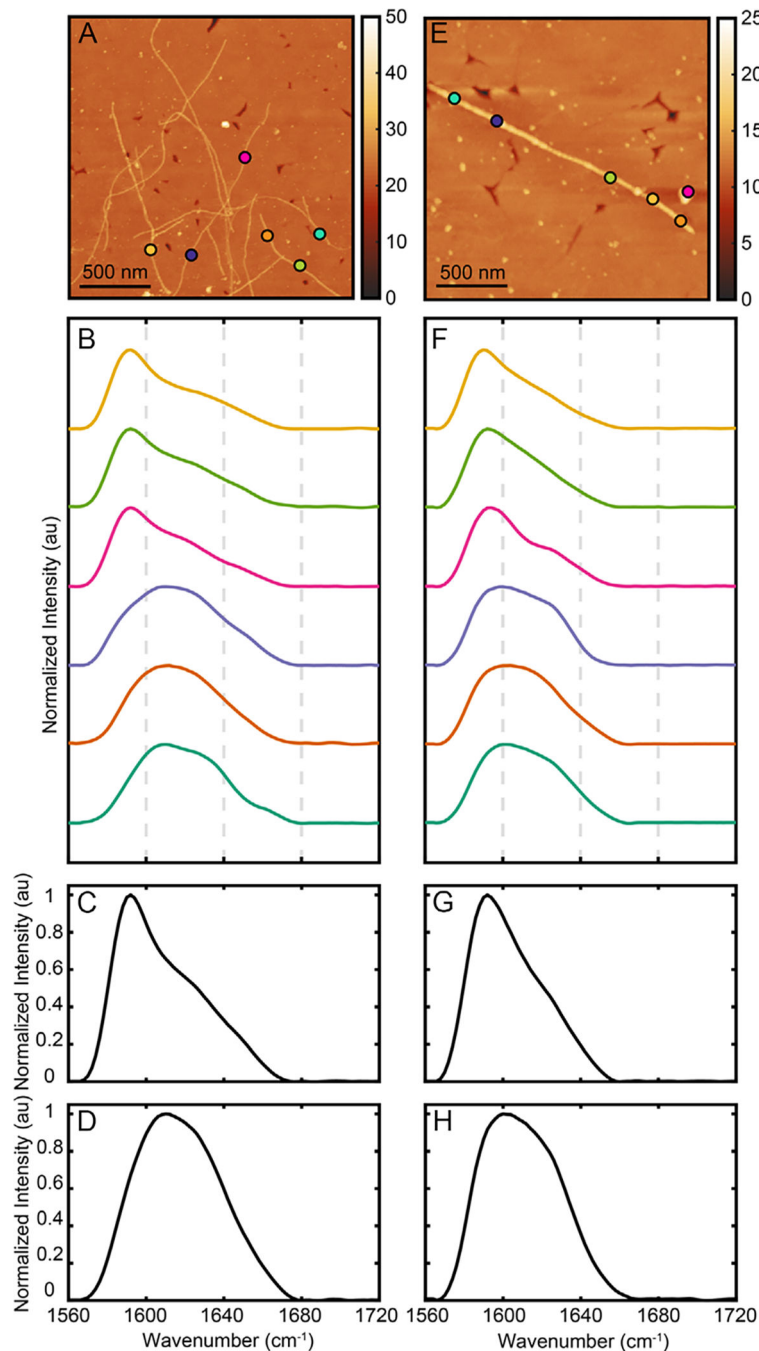 A
50
40
30
20
10
0
500 nm
E
25
20
15
10
5
0
500 nm
B
F
Normalized Intensity (au)
C
G
Normalized Intensity (au)
1
0.8
0.6
0.4
0.2
0
D
H
Normalized Intensity (au)
1
0.8
0.6
0.4
0.2
0
1560 1600 1640 1680 1720
1560 1600 1640 1680 1720
Wavenumber (cm⁻¹)
Wavenumber (cm⁻¹)